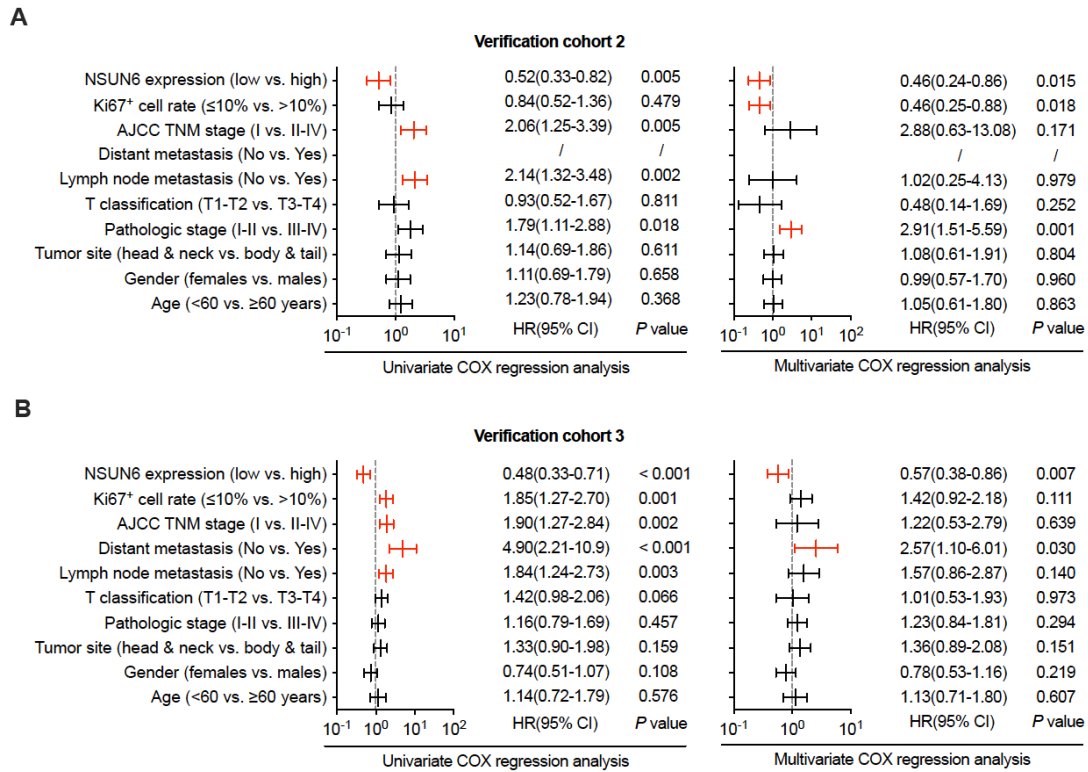 A
Verification cohort 2
NSUN6 expression (low vs. high) 0.52(0.33-0.82) 0.005 0.46(0.24-0.86) 0.015
Ki67⁺ cell rate (≤10% vs. >10%) 0.84(0.52-1.36) 0.479 0.46(0.25-0.88) 0.018
AJCC TNM stage (I vs. II-IV) 2.06(1.25-3.39) 0.005 2.88(0.63-13.08) 0.171
Distant metastasis (No vs. Yes) / / / /
Lymph node metastasis (No vs. Yes) 2.14(1.32-3.48) 0.002 1.02(0.25-4.13) 0.979
T classification (T1-T2 vs. T3-T4) 0.93(0.52-1.67) 0.811 0.48(0.14-1.69) 0.252
Pathologic stage (I-II vs. III-IV) 1.79(1.11-2.88) 0.018 2.91(1.51-5.59) 0.001
Tumor site (head & neck vs. body & tail) 1.14(0.69-1.86) 0.611 1.08(0.61-1.91) 0.804
Gender (females vs. males) 1.11(0.69-1.79) 0.658 0.99(0.57-1.70) 0.960
Age (<60 vs. ≥60 years) 1.23(0.78-1.94) 0.368 1.05(0.61-1.80) 0.863
10⁻¹ 10⁰ 10¹ HR(95% CI) P value 10⁻¹ 10⁰ 10¹ 10² HR(95% CI) P value
Univariate COX regression analysis Multivariate COX regression analysis
B
Verification cohort 3
NSUN6 expression (low vs. high) 0.48(0.33-0.71) < 0.001 0.57(0.38-0.86) 0.007
Ki67⁺ cell rate (≤10% vs. >10%) 1.85(1.27-2.70) 0.001 1.42(0.92-2.18) 0.111
AJCC TNM stage (I vs. II-IV) 1.90(1.27-2.84) 0.002 1.22(0.53-2.79) 0.639
Distant metastasis (No vs. Yes) 4.90(2.21-10.9) < 0.001 2.57(1.10-6.01) 0.030
Lymph node metastasis (No vs. Yes) 1.84(1.24-2.73) 0.003 1.57(0.86-2.87) 0.140
T classification (T1-T2 vs. T3-T4) 1.42(0.98-2.06) 0.066 1.01(0.53-1.93) 0.973
Pathologic stage (I-II vs. III-IV) 1.16(0.79-1.69) 0.457 1.23(0.84-1.81) 0.294
Tumor site (head & neck vs. body & tail) 1.33(0.90-1.98) 0.159 1.36(0.89-2.08) 0.151
Gender (females vs. males) 0.74(0.51-1.07) 0.108 0.78(0.53-1.16) 0.219
Age (<60 vs. ≥60 years) 1.14(0.72-1.79) 0.576 1.13(0.71-1.80) 0.607
10⁻¹ 10⁰ 10¹ 10² HR(95% CI) P value 10⁻¹ 10⁰ 10¹ HR(95% CI) P value
Univariate COX regression analysis Multivariate COX regression analysis